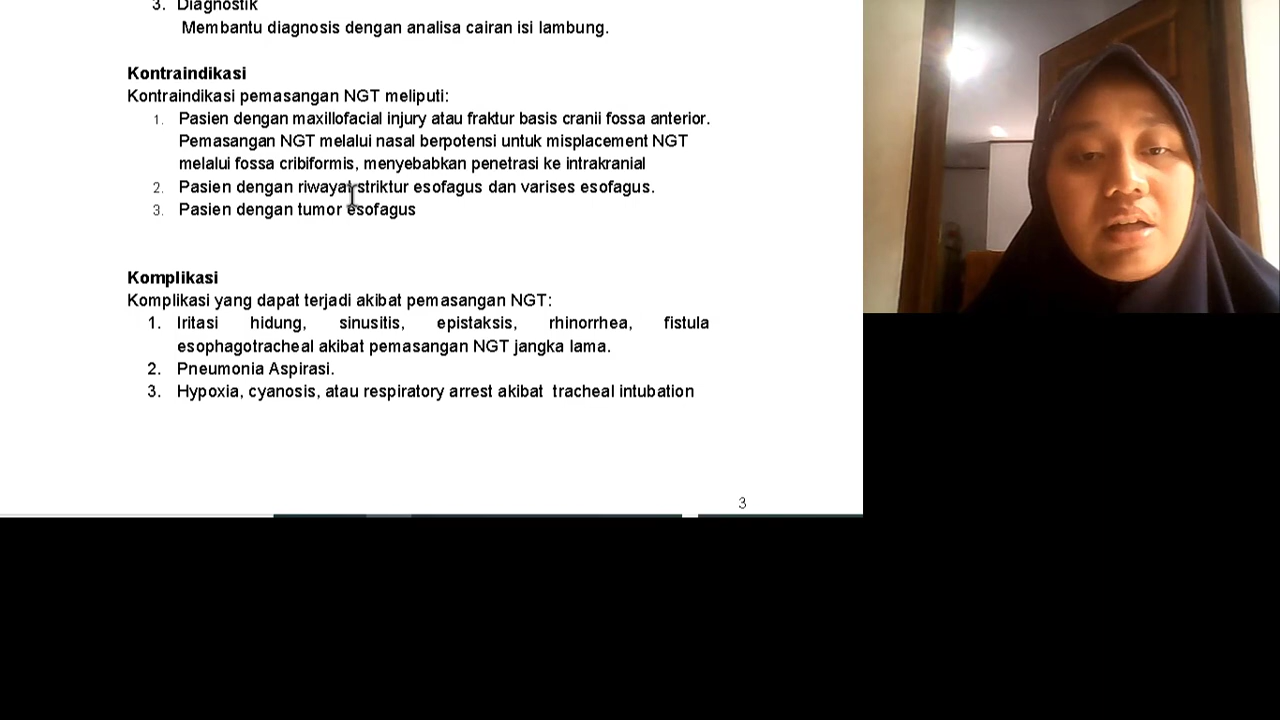 3. Diagnostik
Membantu diagnosis dengan analisa cairan isi lambung.
Kontraindikasi
Kontraindikasi pemasangan NGT meliputi:
1. Pasien dengan maxillofacial injury atau fraktur basis cranii fossa anterior.
Pemasangan NGT melalui nasal berpotensi untuk misplacement NGT
melalui fossa cribiformis, menyebabkan penetrasi ke intrakranial
2. Pasien dengan riwayat striktur esofagus dan varises esofagus.
3. Pasien dengan tumor esofagus
Komplikasi
Komplikasi yang dapat terjadi akibat pemasangan NGT:
1. Iritasi hidung, sinusitis, epistaksis, rhinorrhea, fistula
esophagotracheal akibat pemasangan NGT jangka lama.
2. Pneumonia Aspirasi.
3. Hypoxia, cyanosis, atau respiratory arrest akibat tracheal intubation
3